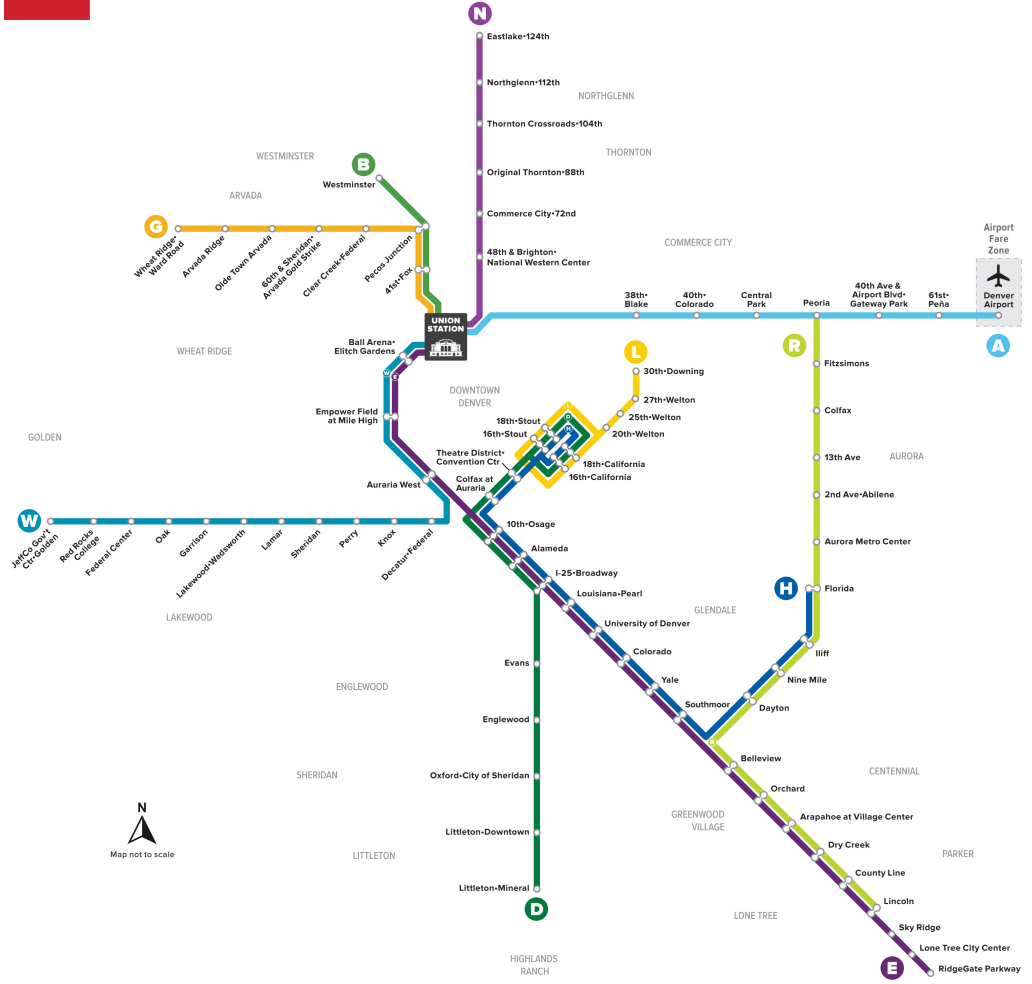 N
Eastlake•124th
Northglenn•112th
NORTHGLENN
Thornton Crossroads•104th
THORNTON
WESTMINSTER
B
Westminster
Original Thornton•88th
ARVADA
Commerce City•72nd
G
Wheat Ridge•
Ward Road
Arvada Ridge
Olde Town Arvada
60th & Sheridan•
Arvada Gold Strike
Clear Creek•Federal
Pecos Junction
41st•Fox
48th & Brighton•
National Western Center
COMMERCE CITY
Airport
Fare
Zone
38th•
Blake
40th•
Colorado
Central
Park
Peoria
40th Ave &
Airport Blvd•
Gateway Park
61st•
Peña
Denver
Airport
A
UNION
STATION
Ball Arena•
Elitch Gardens
WHEAT RIDGE
R
L
30th•Downing
Fitzsimons
W
E
DOWNTOWN
DENVER
27th•Welton
25th•Welton
20th•Welton
Colfax
Empower Field
at Mile High
18th•Stout
16th•Stout
L
D
H
GOLDEN
Theatre District•
Convention Ctr
18th•California
16th•California
13th Ave
AURORA
Auraria West
Colfax at
Auraria
2nd Ave•Abilene
W
JeffCo Gov't
Ctr•Golden
Red Rocks
College
Federal Center
Oak
Garrison
Lakewood•Wadsworth
Lamar
Sheridan
Perry
Knox
Decatur•Federal
10th•Osage
Alameda
Aurora Metro Center
I-25•Broadway
Louisiana•Pearl
H
Florida
LAKEWOOD
University of Denver
GLENDALE
Colorado
Iliff
Evans
Yale
Nine Mile
ENGLEWOOD
Southmoor
Dayton
Englewood
R
Belleview
SHERIDAN
Oxford•City of Sheridan
Orchard
CENTENNIAL
N
Map not to scale
GREENWOOD
VILLAGE
Arapahoe at Village Center
Littleton•Downtown
Dry Creek
PARKER
LITTLETON
County Line
Littleton•Mineral
Lincoln
D
LONE TREE
Sky Ridge
Lone Tree City Center
HIGHLANDS
RANCH
E
RidgeGate Parkway